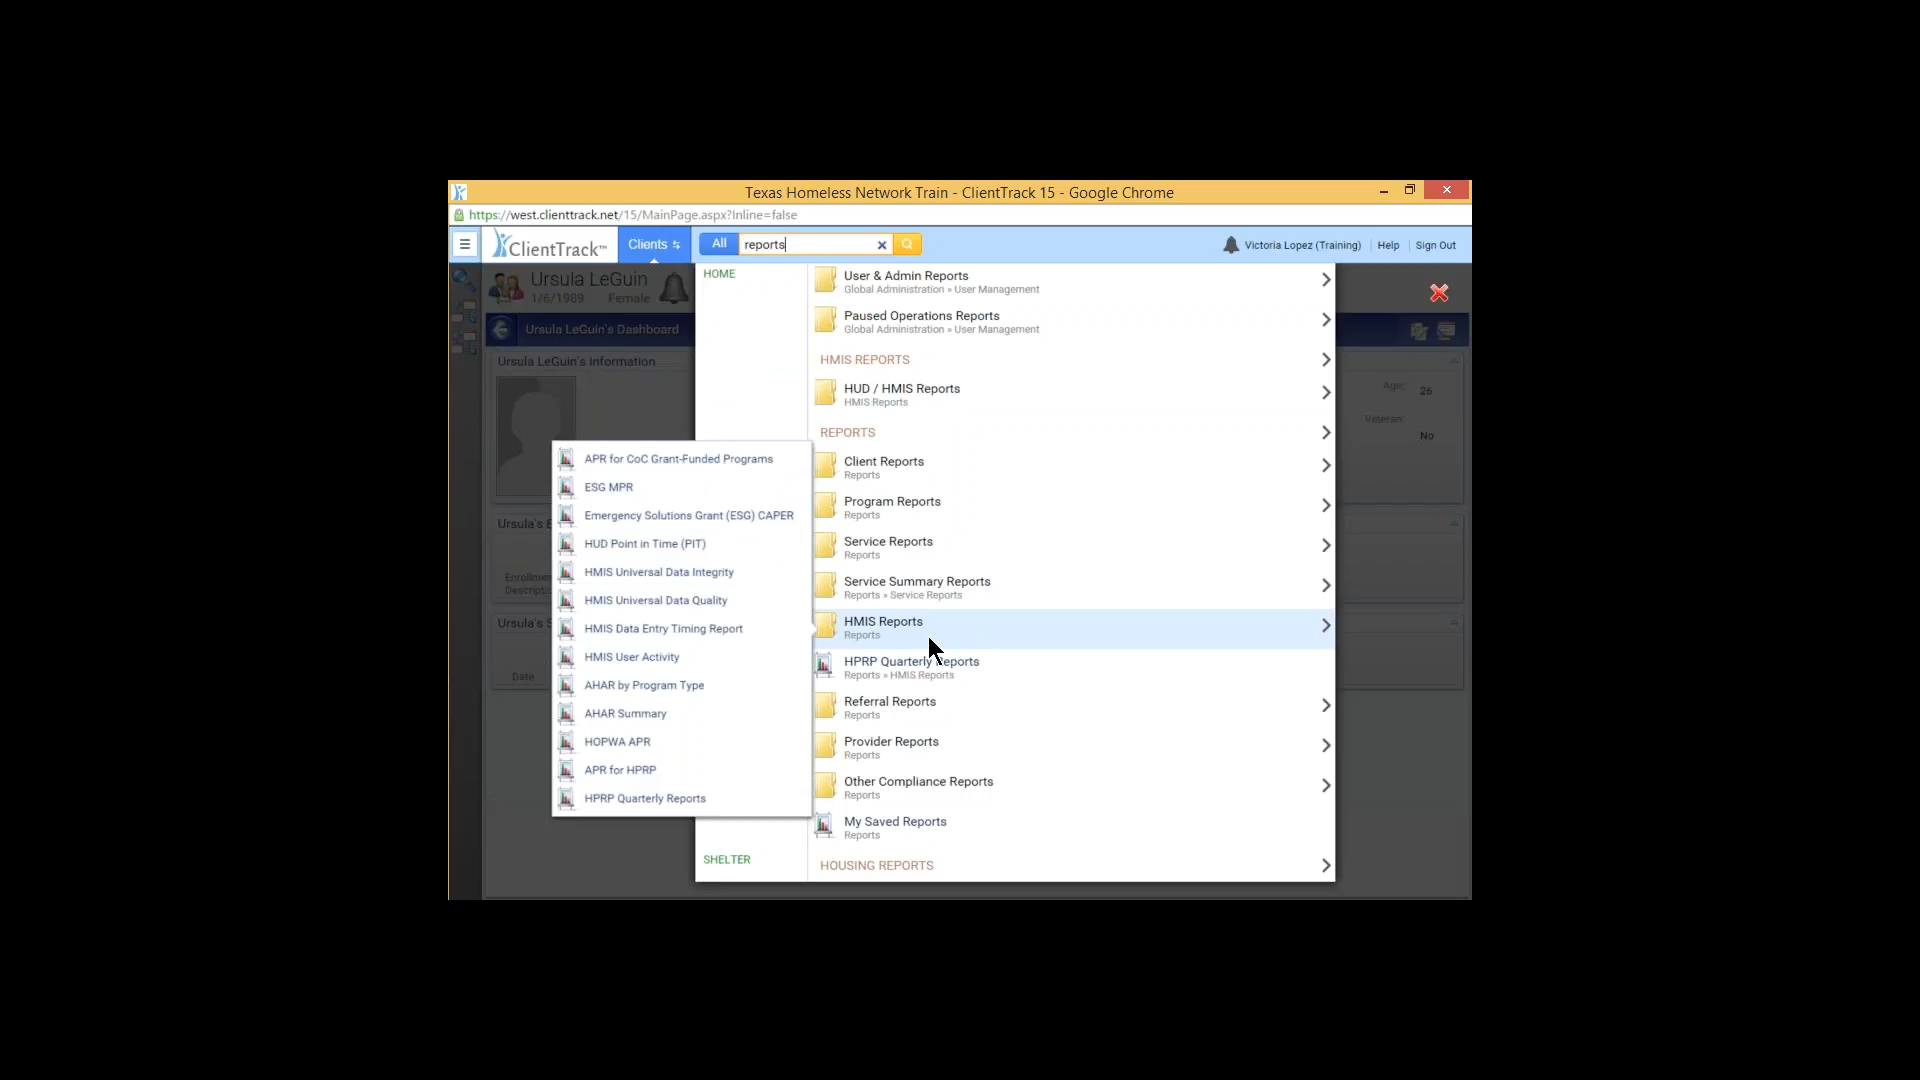 Texas Homeless Network Train - ClientTrack 15 - Google Chrome
https://west.clienttrack.net/15/MainPage.aspx?Inline=false
ClientTrack™
Clients
All
reports
Victoria Lopez (Training)
Help
Sign Out
Ursula LeGuin
1/6/1989 Female
Ursula LeGuin's Dashboard
Ursula LeGuin's Information
Age: 26
Veteran:
No
Ursula's
Enrollme
Descripti
Ursula's S
Date
HOME
User & Admin Reports
Global Administration » User Management
Paused Operations Reports
Global Administration » User Management
HMIS REPORTS
HUD / HMIS Reports
HMIS Reports
REPORTS
Client Reports
Reports
Program Reports
Reports
Service Reports
Reports
Service Summary Reports
Reports » Service Reports
HMIS Reports
Reports
HPRP Quarterly Reports
Reports » HMIS Reports
Referral Reports
Reports
Provider Reports
Reports
Other Compliance Reports
Reports
My Saved Reports
Reports
SHELTER
HOUSING REPORTS
APR for CoC Grant-Funded Programs
ESG MPR
Emergency Solutions Grant (ESG) CAPER
HUD Point in Time (PIT)
HMIS Universal Data Integrity
HMIS Universal Data Quality
HMIS Data Entry Timing Report
HMIS User Activity
AHAR by Program Type
AHAR Summary
HOPWA APR
APR for HPRP
HPRP Quarterly Reports